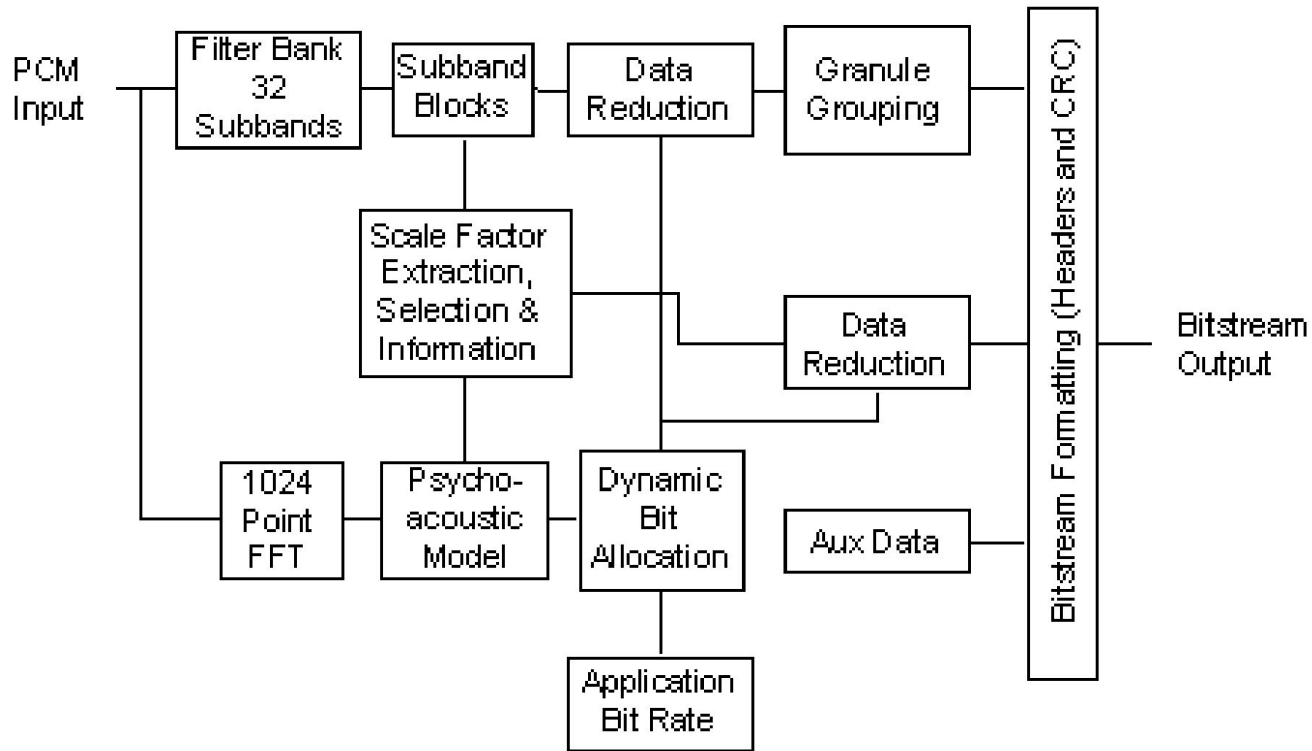 PCM
Input
Filter Bank
32
Subbands
Subband
Blocks
Data
Reduction
Granule
Grouping
Scale Factor
Extraction,
Selection &
Information
Data
Reduction
Bitstream Formatting (Headers and CRC)
Bitstream
Output
1024
Point
FFT
Psycho-
acoustic
Model
Dynamic
Bit
Allocation
Aux Data
Application
Bit Rate